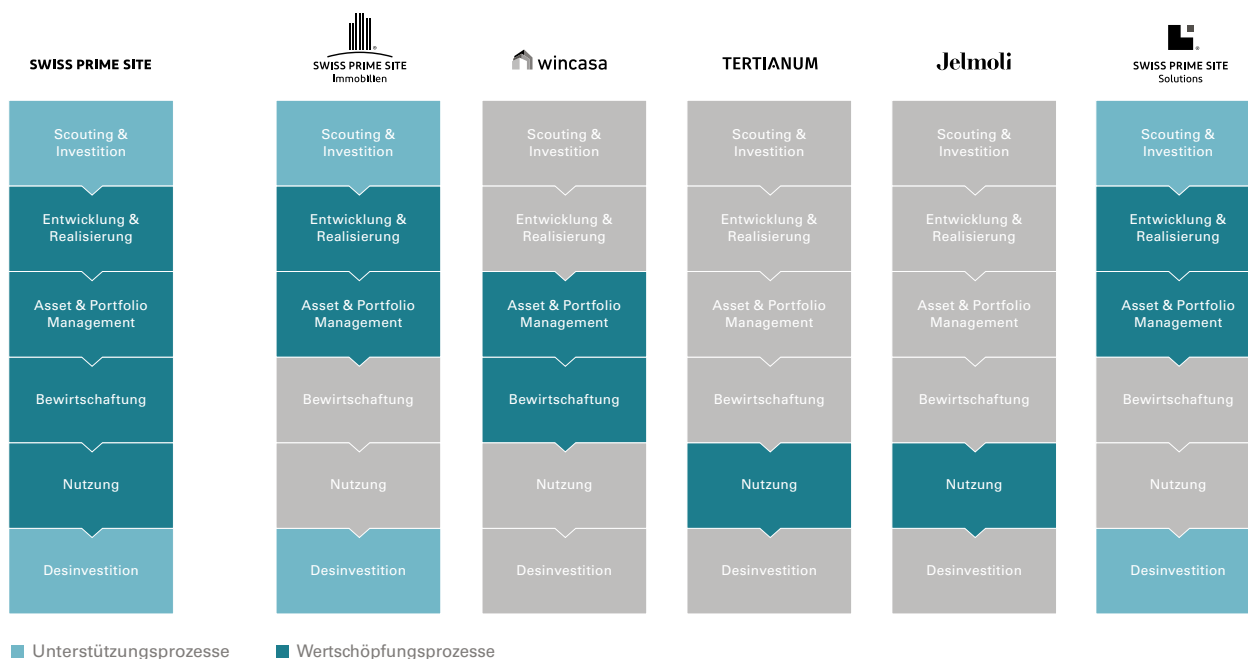 SWISS PRIME SITE
Scouting &
Investition
Entwicklung &
Realisierung
Asset & Portfolio
Management
Bewirtschaftung
Nutzung
Desinvestition
SWISS PRIME SITE
Immobilien
Scouting &
Investition
Entwicklung &
Realisierung
Asset & Portfolio
Management
Bewirtschaftung
Nutzung
Desinvestition
wincasa
Scouting &
Investition
Entwicklung &
Realisierung
Asset & Portfolio
Management
Bewirtschaftung
Nutzung
Desinvestition
TERTIANUM
Scouting &
Investition
Entwicklung &
Realisierung
Asset & Portfolio
Management
Bewirtschaftung
Nutzung
Desinvestition
Jelmoli
Scouting &
Investition
Entwicklung &
Realisierung
Asset & Portfolio
Management
Bewirtschaftung
Nutzung
Desinvestition
SWISS PRIME SITE
Solutions
Scouting &
Investition
Entwicklung &
Realisierung
Asset & Portfolio
Management
Bewirtschaftung
Nutzung
Desinvestition
Unterstützungsprozesse
Wertschöpfungsprozesse